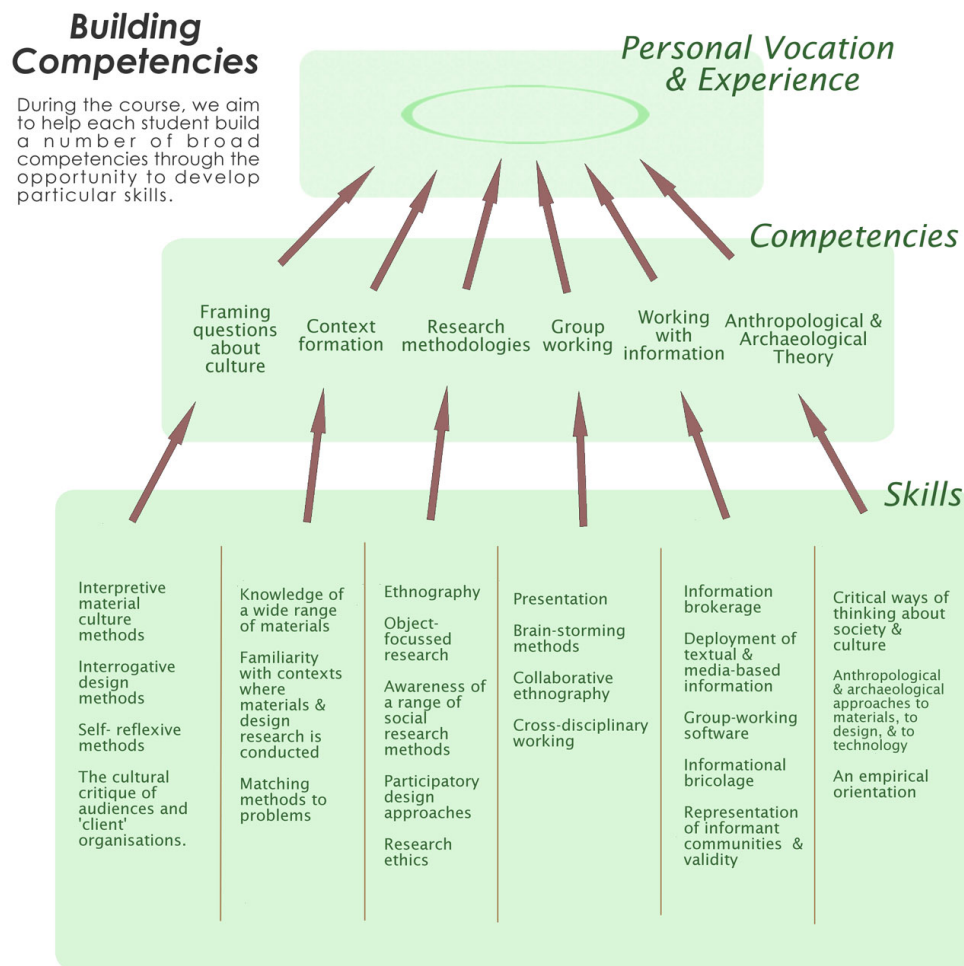 Building
Competencies
During the course, we aim
to help each student build
a number of broad
competencies through the
opportunity to develop
particular skills.
Personal Vocation
& Experience
Competencies
Framing
questions
about
culture
Context
formation
Research
methodologies
Group
working
Working
with
information
Anthropological &
Archaeological
Theory
Skills
Interpretive
material
culture
methods
Interrogative
design
methods
Self- reflexive
methods
The cultural
critique of
audiences and
'client'
organisations.
Knowledge of
a wide range
of materials
Familiarity
with contexts
where
materials &
design
research is
conducted
Matching
methods to
problems
Ethnography
Object-
focussed
research
Awareness of
a range of
social
research
methods
Participatory
design
approaches
Research
ethics
Presentation
Brain-storming
methods
Collaborative
ethnography
Cross-disciplinary
working
Information
brokerage
Deployment of
textual &
media-based
information
Group-working
software
Informational
bricolage
Representation
of informant
communities &
validity
Critical ways of
thinking about
society &
culture
Anthropological
& archaeological
approaches to
materials, to
design, & to
technology
An empirical
orientation